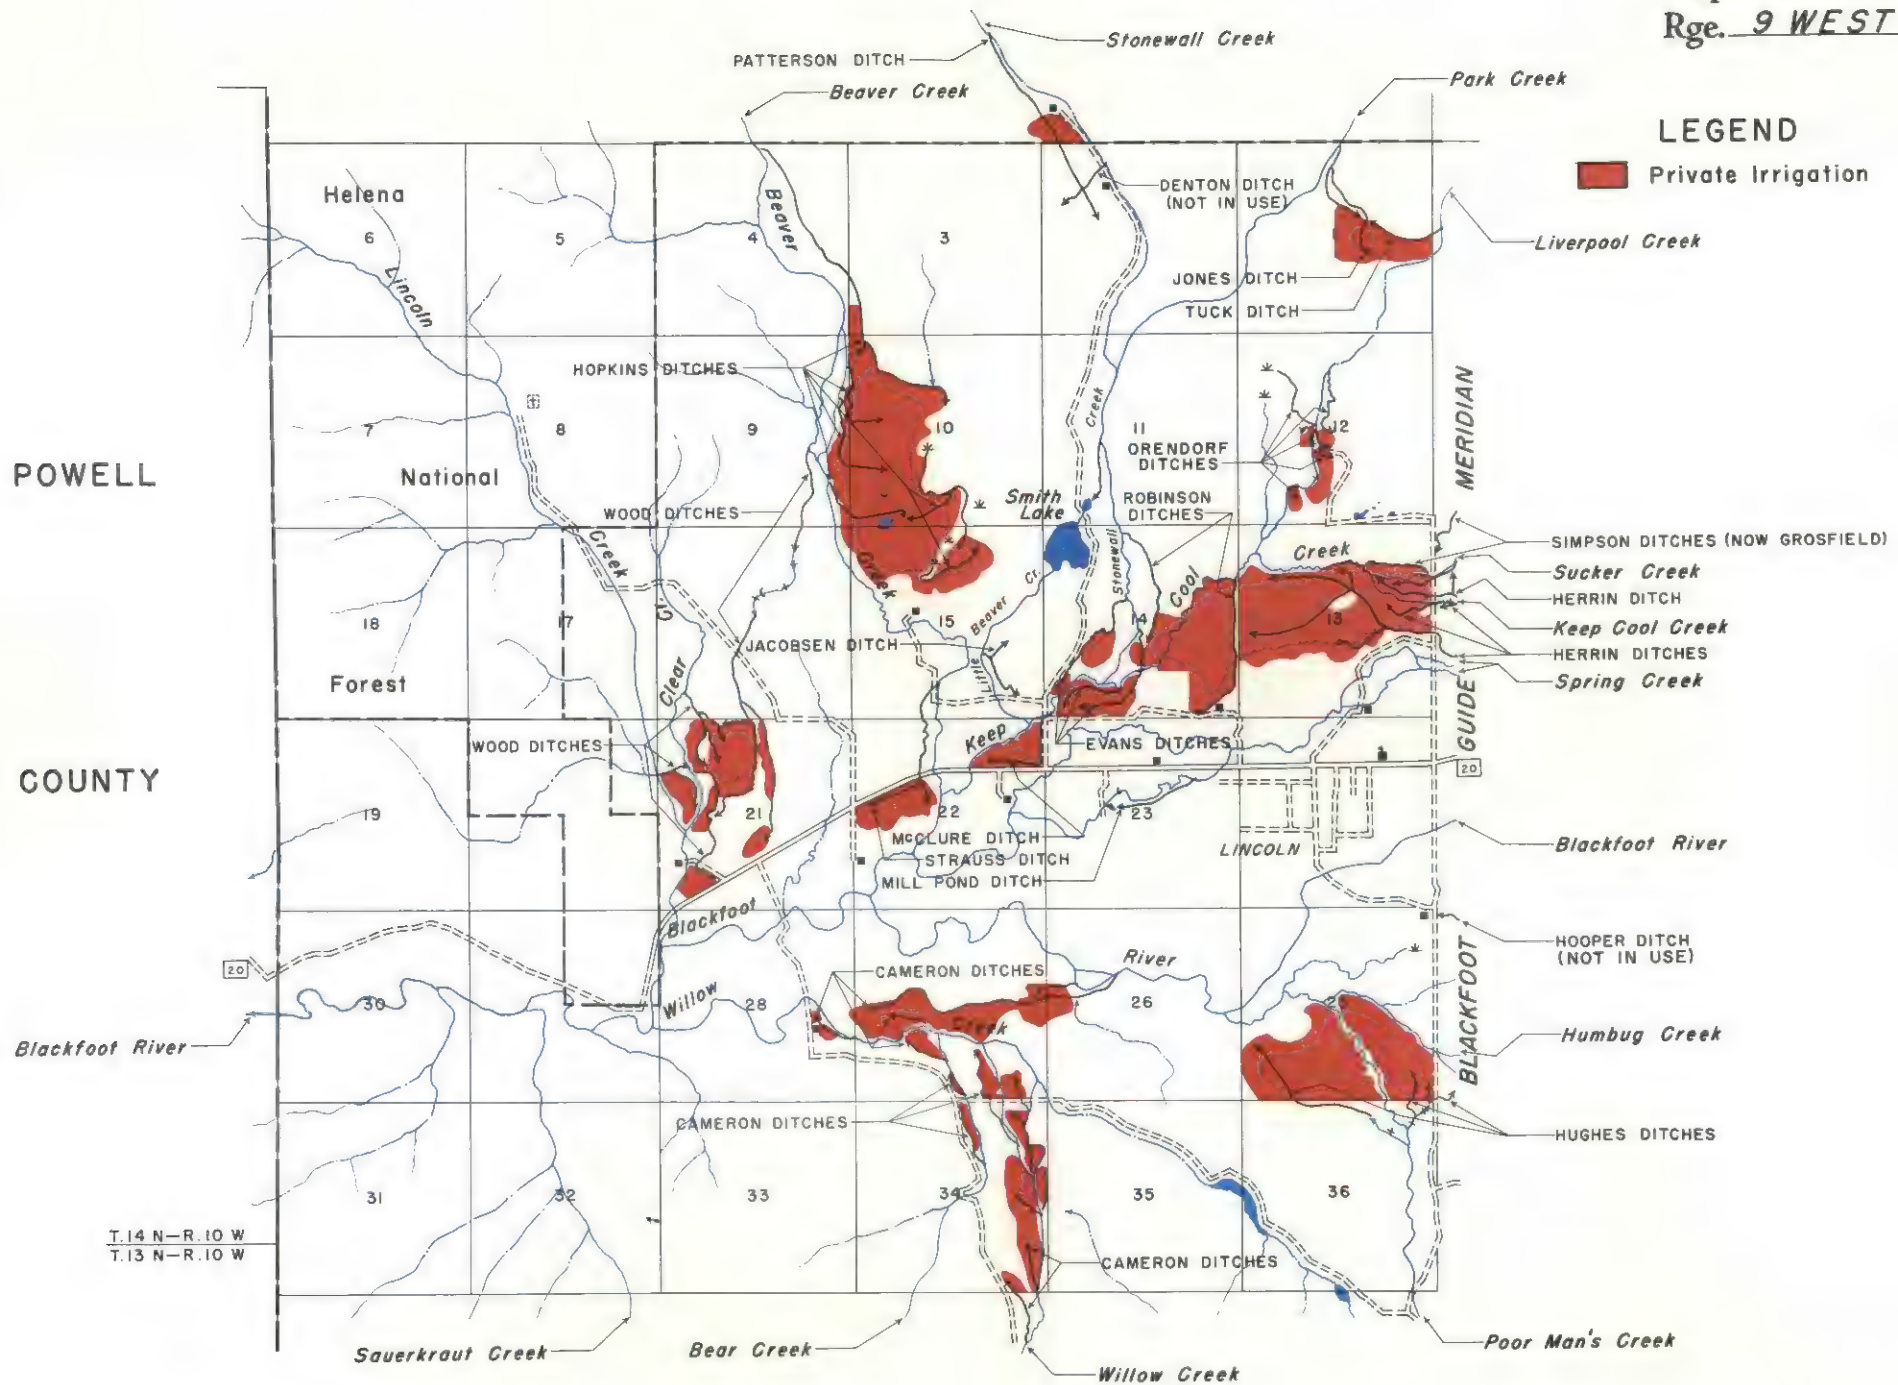 Rge. 9 WEST
Stonewall Creek
PATTERSON DITCH
Beaver Creek
Park Creek
LEGEND
Private Irrigation
DENTON DITCH
(NOT IN USE)
Helena
Beaver
6
5
4
3
Liverpool Creek
Lincoln
JONES DITCH
TUCK DITCH
HOPKINS DITCHES
MERIDIAN
Creek
7
8
9
10
11
12
ORENDORF
DITCHES
POWELL
National
Smith
Lake
ROBINSON
DITCHES
WOOD DITCHES
SIMPSON DITCHES (NOW GROSFIELD)
Creek
Creek
Creek
Sucker Creek
Stonewall
Cool
Cr.
HERRIN DITCH
Cr.
Beaver
18
17
15
14
13
Keep Cool Creek
JACOBSEN DITCH
HERRIN DITCHES
Little
Forest
Clear
Spring Creek
GUIDE
WOOD DITCHES
Keep
EVANS DITCHES
20
COUNTY
19
21
22
23
McCLURE DITCH
LINCOLN
Blackfoot River
STRAUSS DITCH
MILL POND DITCH
Blackfoot
HOOPER DITCH
(NOT IN USE)
20
CAMERON DITCHES
River
Willow
30
28
26
Creek
BLACKFOOT
Humbug Creek
Blackfoot River
CAMERON DITCHES
HUGHES DITCHES
31
32
33
34
35
36
T.14 N–R.10 W
T.13 N–R.10 W
CAMERON DITCHES
Sauerkraut Creek
Bear Creek
Poor Man's Creek
Willow Creek